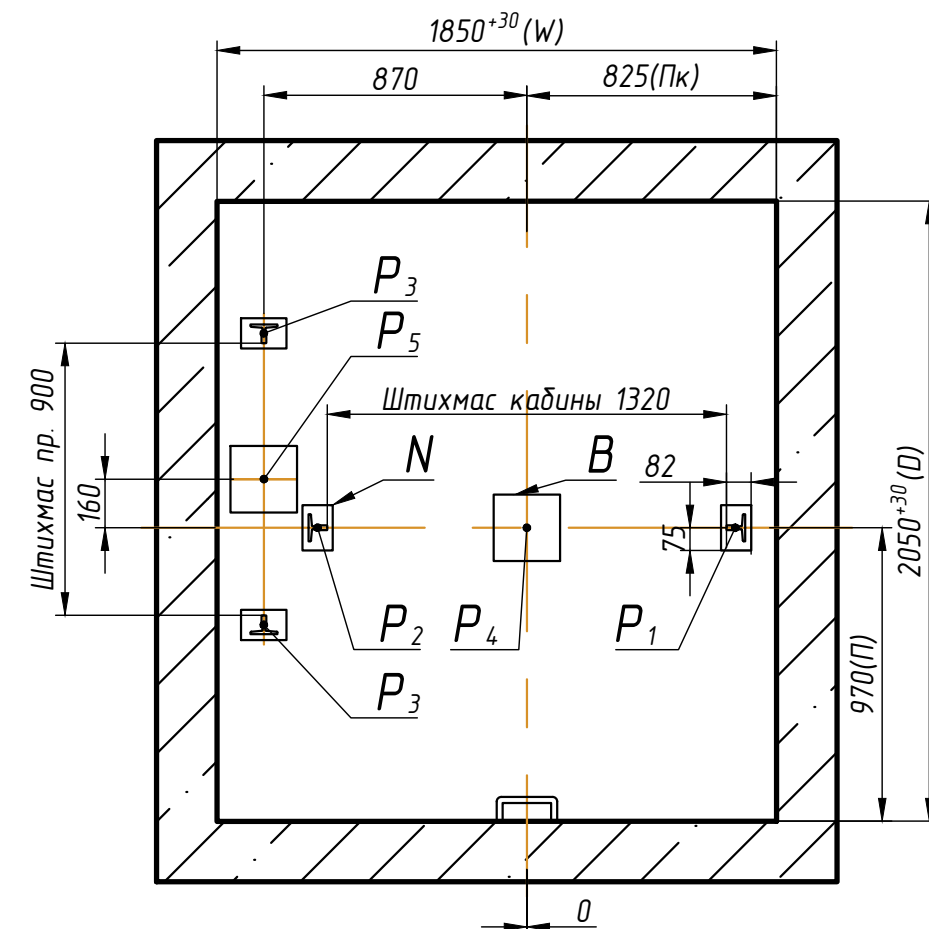 1850⁺³⁰(W)
870
825(Пк)
P₃
P₅
Штихмас пр. 900
Штихмас кабины 1320
N
B
82
160
75
2050⁺³⁰(D)
P₂
P₄
P₁
970(П)
P₃
0